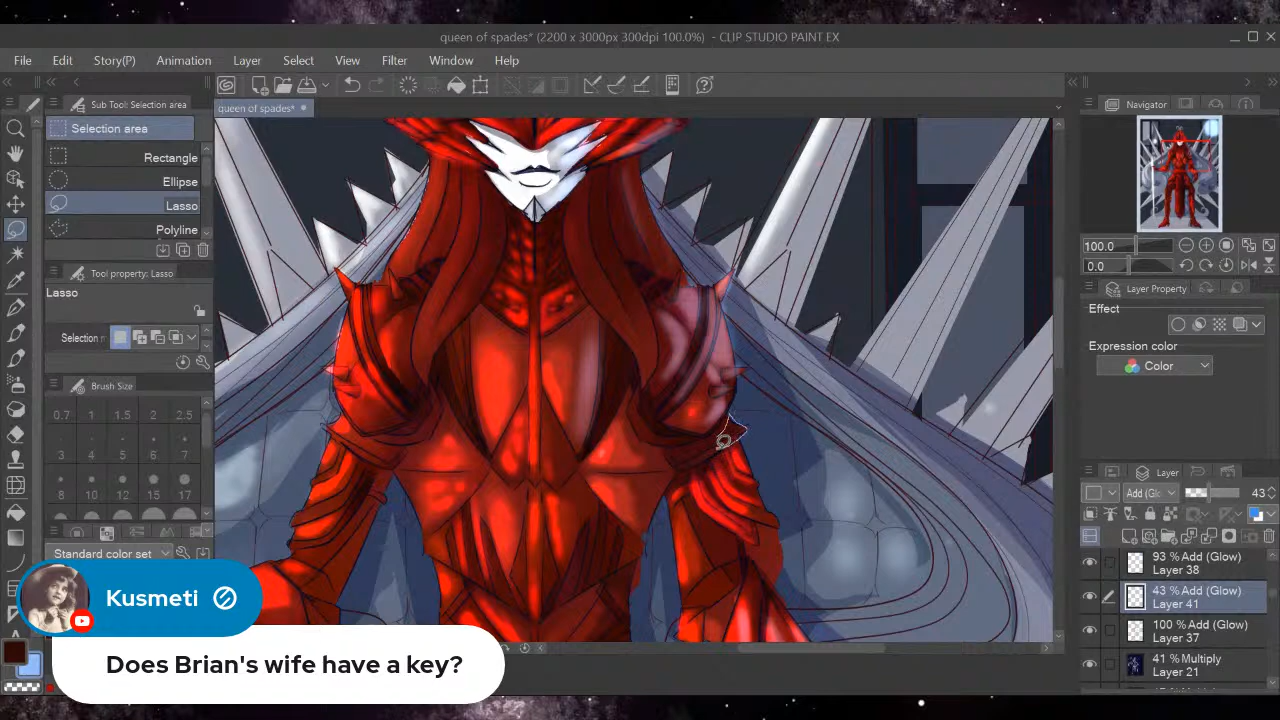 queen of spades* (2200 x 3000px 300dpi 100.0%) - CLIP STUDIO PAINT EX
File Edit Story(P) Animation Layer Select View Filter Window Help
Sub Tool: Selection area
queen of spades*
Navigator
Selection area
Rectangle
Ellipse
Lasso
Polyline
100.0
0.0
Tool property: Lasso
Lasso
Layer Property
Effect
Selection
Expression color
Color
Brush Size
0.7 1 1.5 2 2.5
3 4 5 6 7
8 10 12 15 17
Layer
Add (Glo
43
Standard color set
93 % Add (Glow)
Layer 38
43 % Add (Glow)
Layer 41
100 % Add (Glow)
Layer 37
41 % Multiply
Layer 21
Kusmeti
Does Brian's wife have a key?